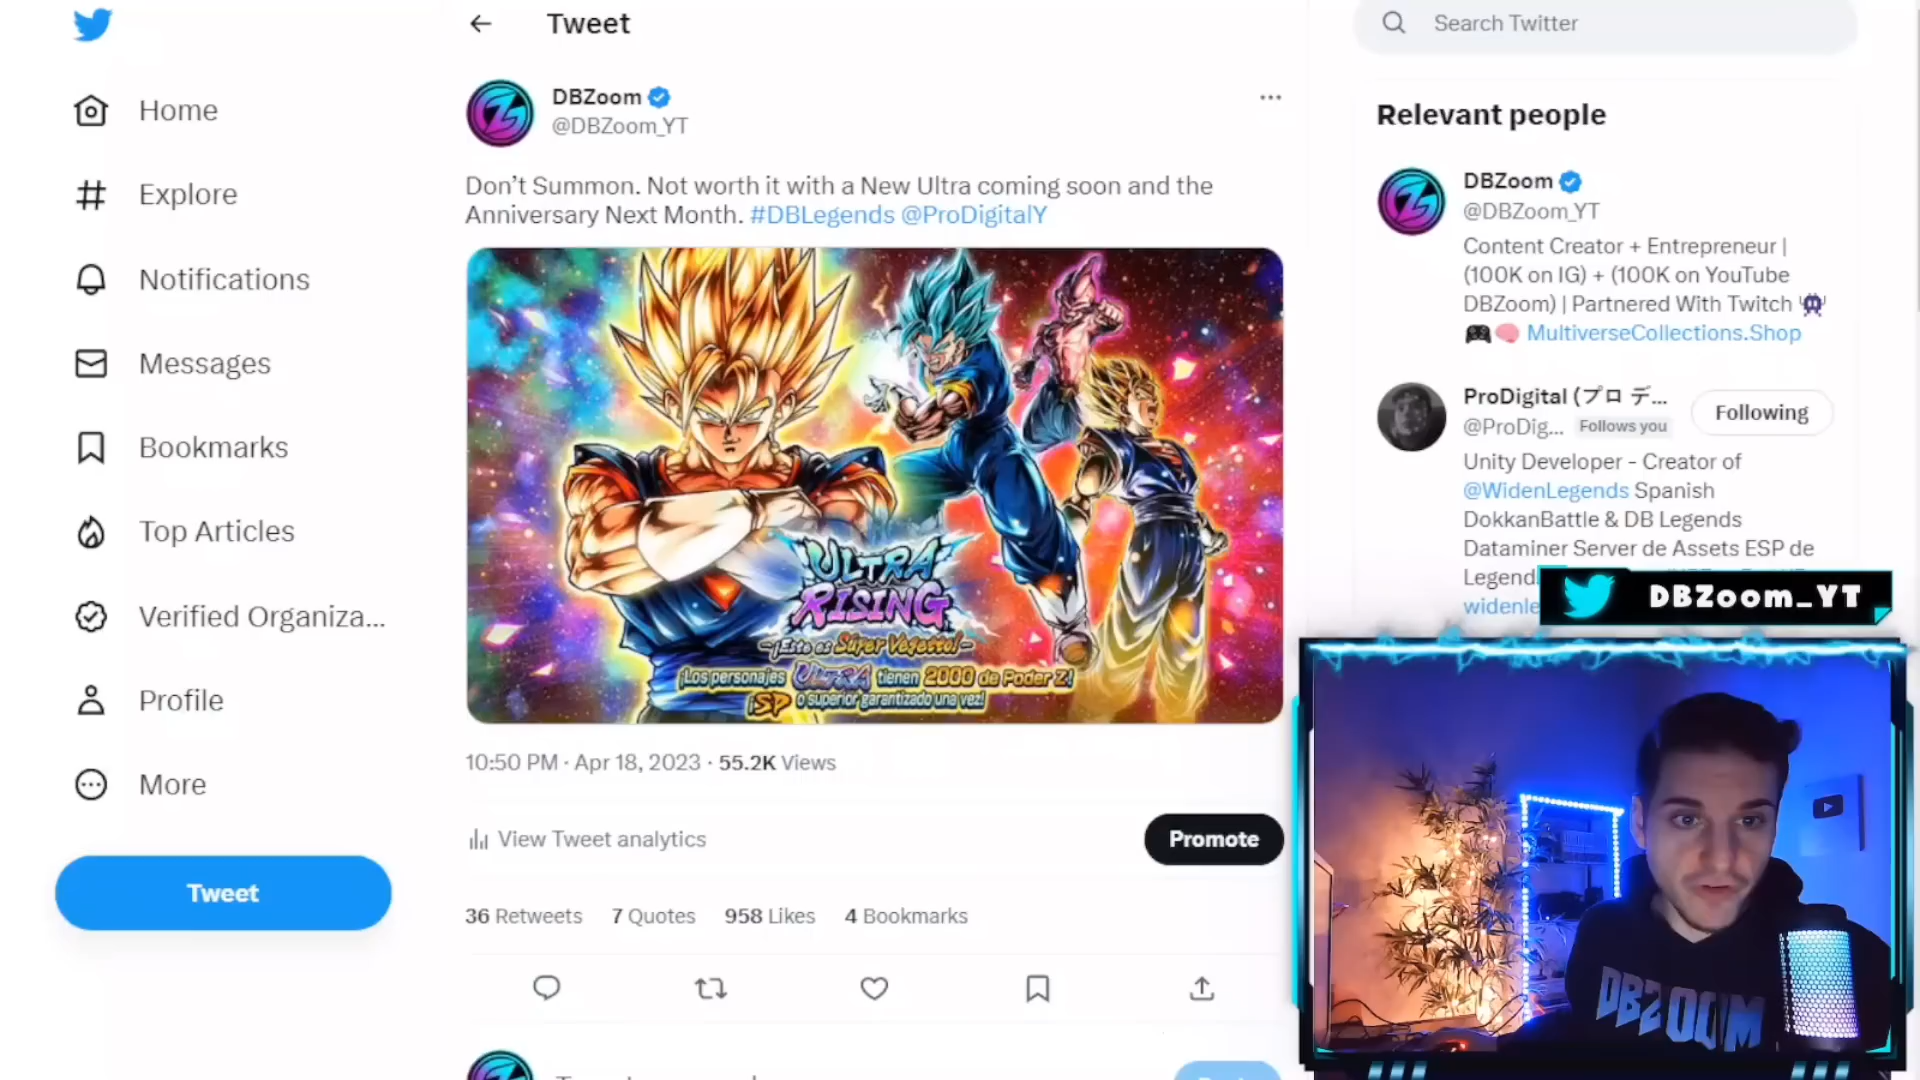 Home
Explore
Notifications
Messages
Bookmarks
Top Articles
Verified Organiza...
Profile
More
Tweet
Tweet
DBZoom
@DBZoom_YT
Don’t Summon. Not worth it with a New Ultra coming soon and the
Anniversary Next Month. #DBLegends @ProDigitalY
ULTRA
RISING
~¡Este es Súper Vegetto!~
¡Los personajes ULTRA tienen 2000 de Poder Z!
¡SP o superior garantizado una vez!
10:50 PM · Apr 18, 2023 · 55.2K Views
View Tweet analytics
Promote
36 Retweets 7 Quotes 958 Likes 4 Bookmarks
Search Twitter
Relevant people
DBZoom
@DBZoom_YT
Content Creator + Entrepreneur |
(100K on IG) + (100K on YouTube
DBZoom) | Partnered With Twitch
MultiverseCollections.Shop
ProDigital (プロ デ...
@ProDig... Follows you
Following
Unity Developer - Creator of
@WidenLegends Spanish
DokkanBattle & DB Legends
Dataminer Server de Assets ESP de
Legend
widenle
DBZoom_YT
DBZOOM